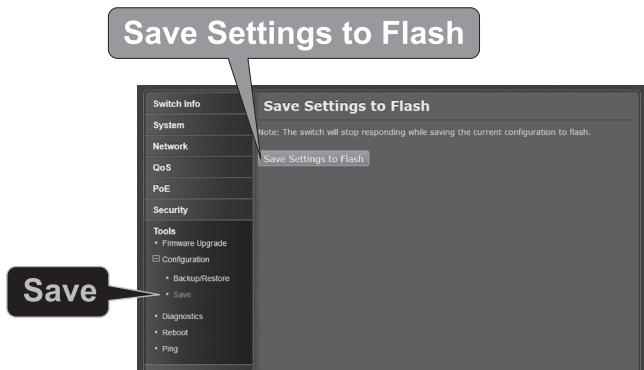 Save Settings to Flash
Switch Info
System
Network
QoS
PoE
Security
Tools
• Firmware Upgrade
Configuration
• Backup/Restore
• Save
• Diagnostics
• Reboot
• Ping
Save Settings to Flash
Note: The switch will stop responding while saving the current configuration to flash.
Save Settings to Flash
Save